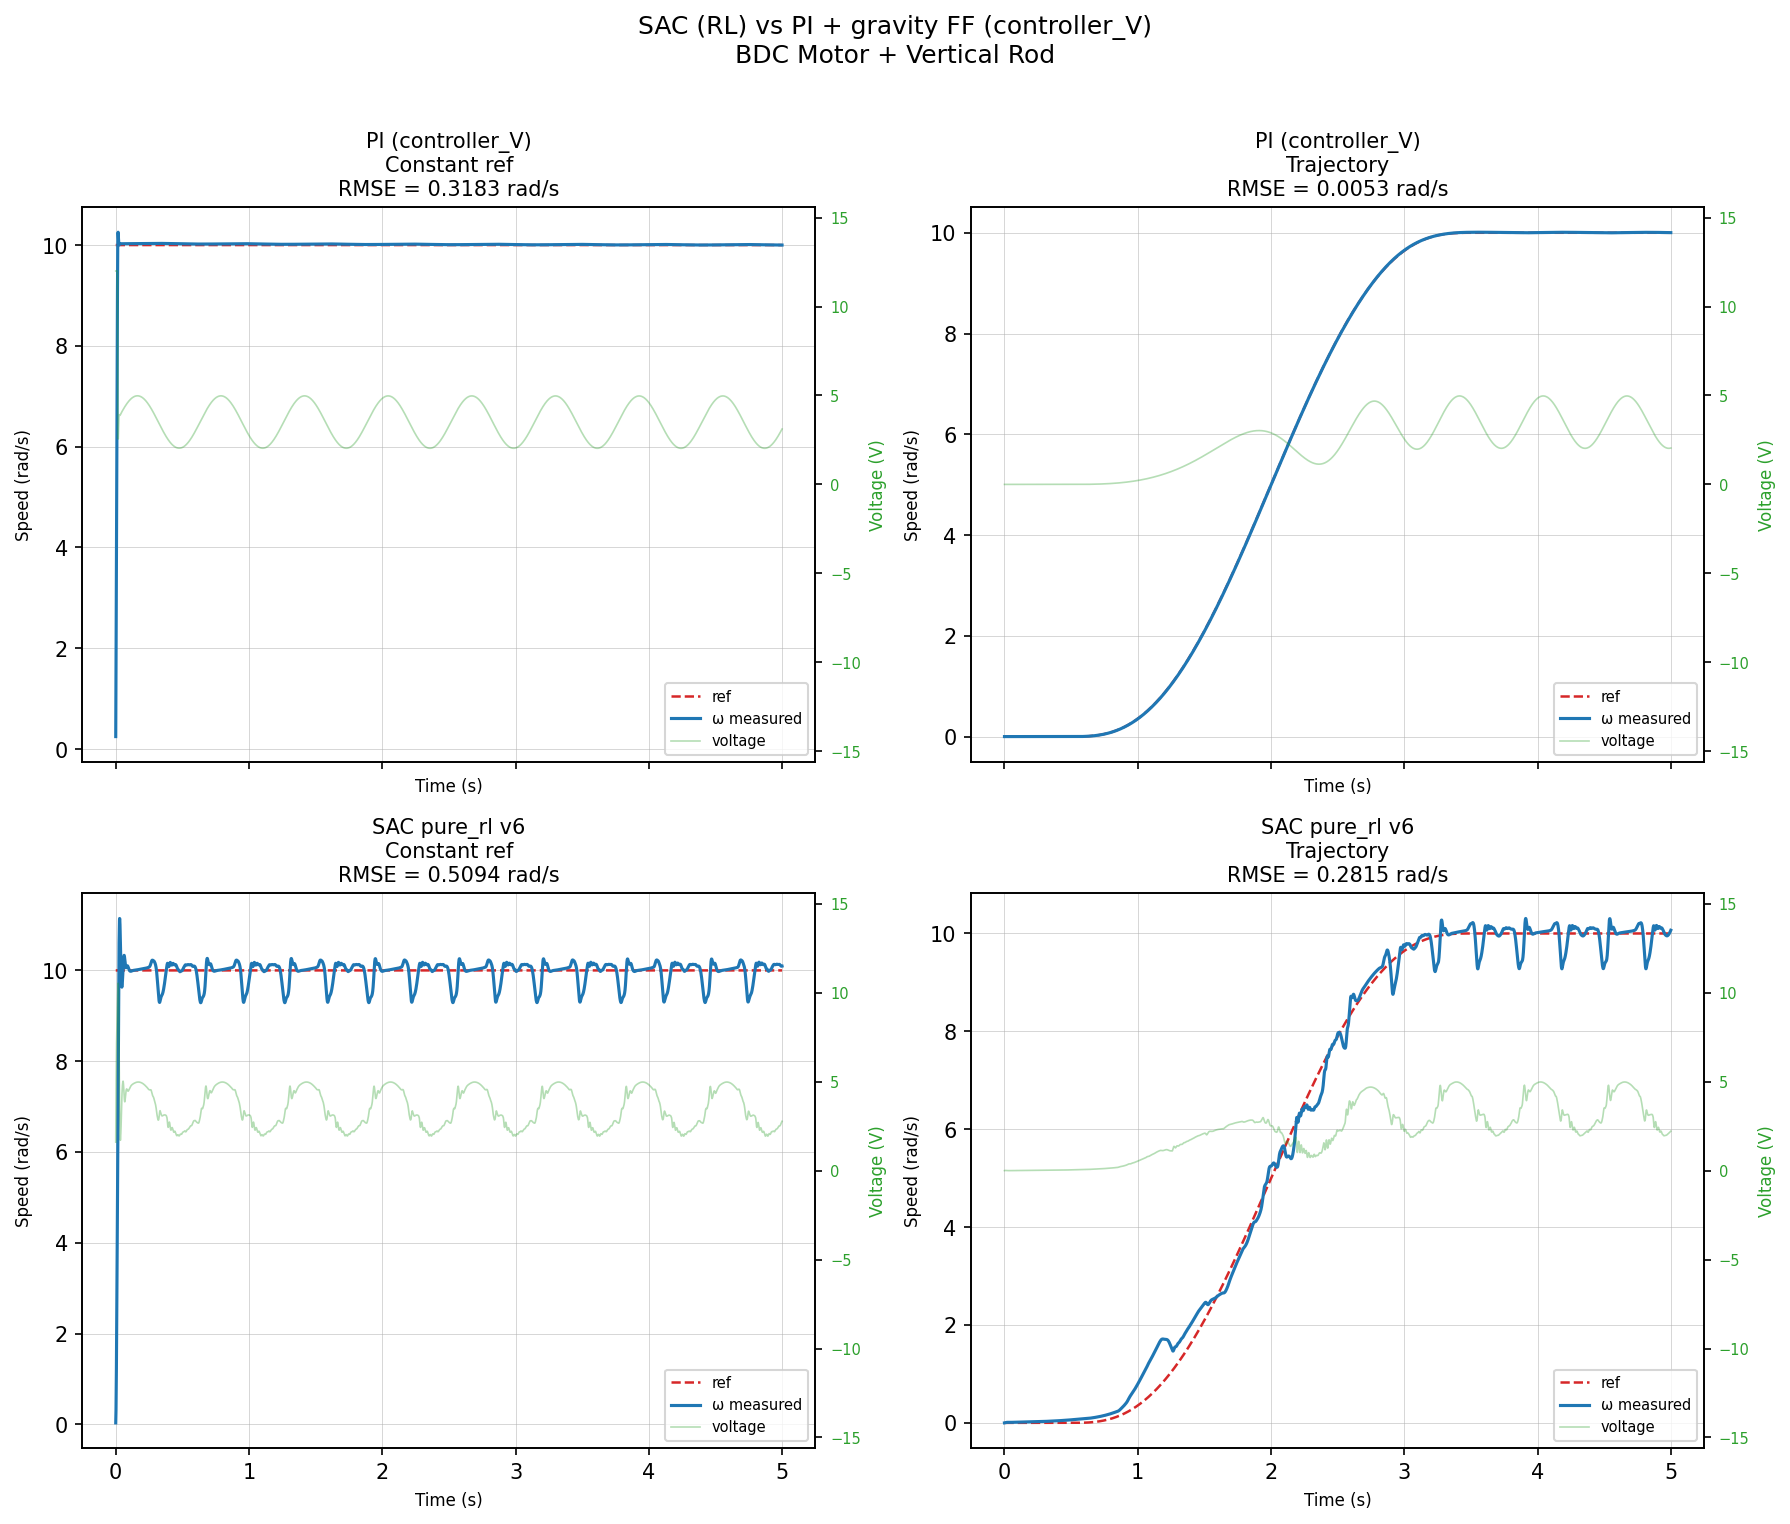 SAC (RL) vs PI + gravity FF (controller_V)
BDC Motor + Vertical Rod
PI (controller_V)
Constant ref
RMSE = 0.3183 rad/s
10
8
6
4
2
0
Speed (rad/s)
15
10
5
0
−5
−10
−15
Voltage (V)
ref
ω measured
voltage
Time (s)
PI (controller_V)
Trajectory
RMSE = 0.0053 rad/s
10
8
6
4
2
0
Speed (rad/s)
15
10
5
0
−5
−10
−15
Voltage (V)
ref
ω measured
voltage
Time (s)
SAC pure_rl v6
Constant ref
RMSE = 0.5094 rad/s
10
8
6
4
2
0
Speed (rad/s)
15
10
5
0
−5
−10
−15
Voltage (V)
ref
ω measured
voltage
0 1 2 3 4 5
Time (s)
SAC pure_rl v6
Trajectory
RMSE = 0.2815 rad/s
10
8
6
4
2
0
Speed (rad/s)
15
10
5
0
−5
−10
−15
Voltage (V)
ref
ω measured
voltage
0 1 2 3 4 5
Time (s)